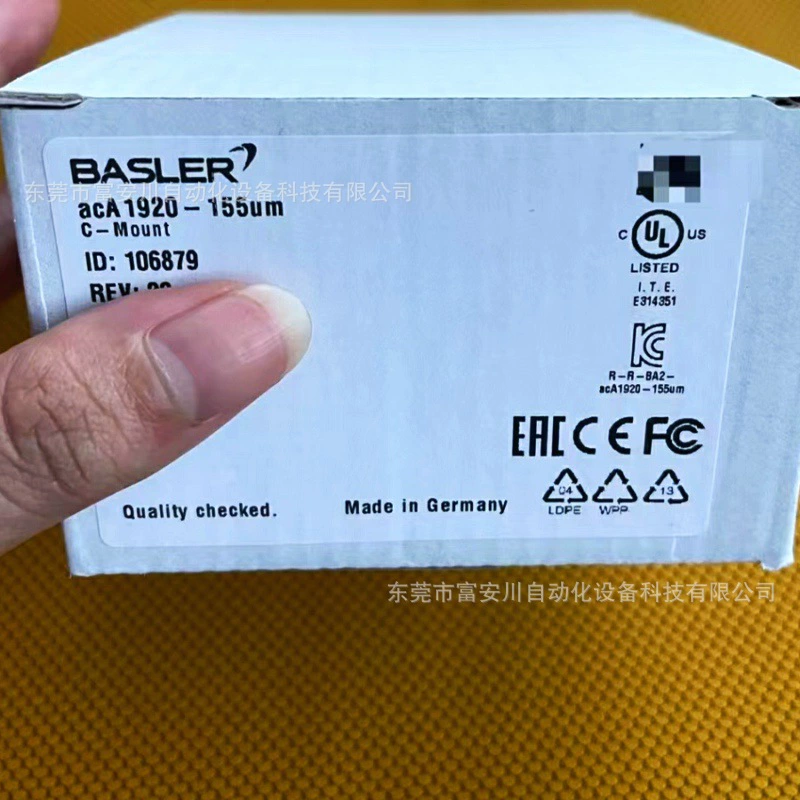 BASLER
东莞市富安川自动化设备科技有限公司
acA1920-155um
C-Mount
ID: 106879
REV:
C UL US
LISTED
I.T.E.
E314351
R-R-BA2-
acA1920-155um
EAC CE FC
Quality checked.
Made in Germany
04 13
LDPE WPP
东莞市富安川自动化设备科技有限公司